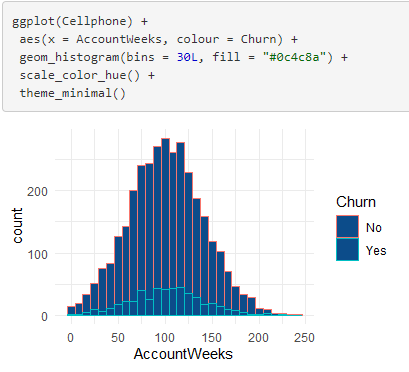 ggplot(Cellphone) +
aes(x = AccountWeeks, colour = Churn) +
geom_histogram(bins = 30L, fill = "#0c4c8a") +
scale_color_hue() +
theme_minimal()
200
100
0
count
0 50 100 150 200 250
AccountWeeks
Churn
No
Yes